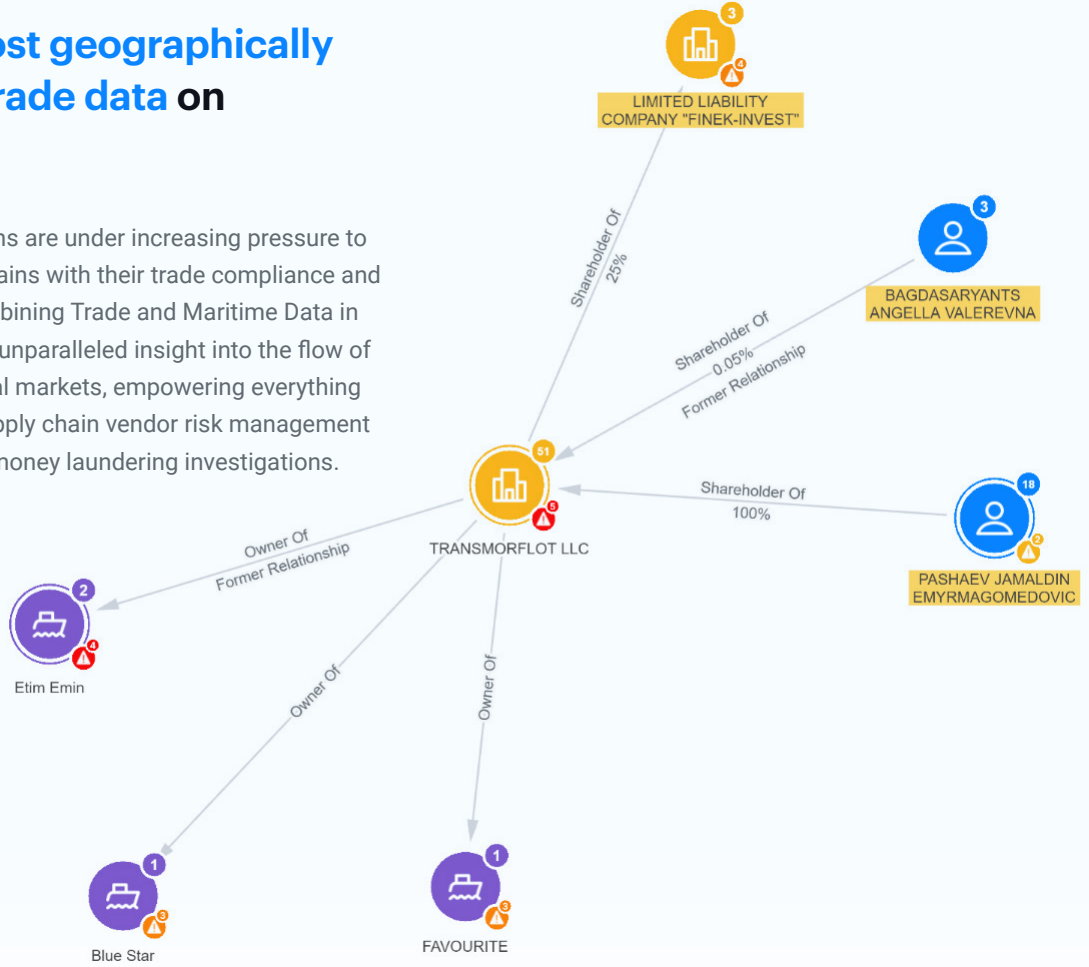 ost geographically
rade data on
ns are under increasing pressure to
ains with their trade compliance and
bining Trade and Maritime Data in
unparalleled insight into the flow of
al markets, empowering everything
pply chain vendor risk management
money laundering investigations.
3
4
LIMITED LIABILITY
COMPANY "FINEK-INVEST"
Shareholder Of
25%
3
BAGDASARYANTS
ANGELLA VALEREVNA
Shareholder Of
0.05%
Former Relationship
51
5
TRANSMORFLOT LLC
Shareholder Of
100%
18
2
PASHAEV JAMALDIN
EMYRMAGOMEDOVIC
Owner Of
Former Relationship
2
4
Etim Emin
Owner Of
Owner Of
1
3
Blue Star
1
3
FAVOURITE